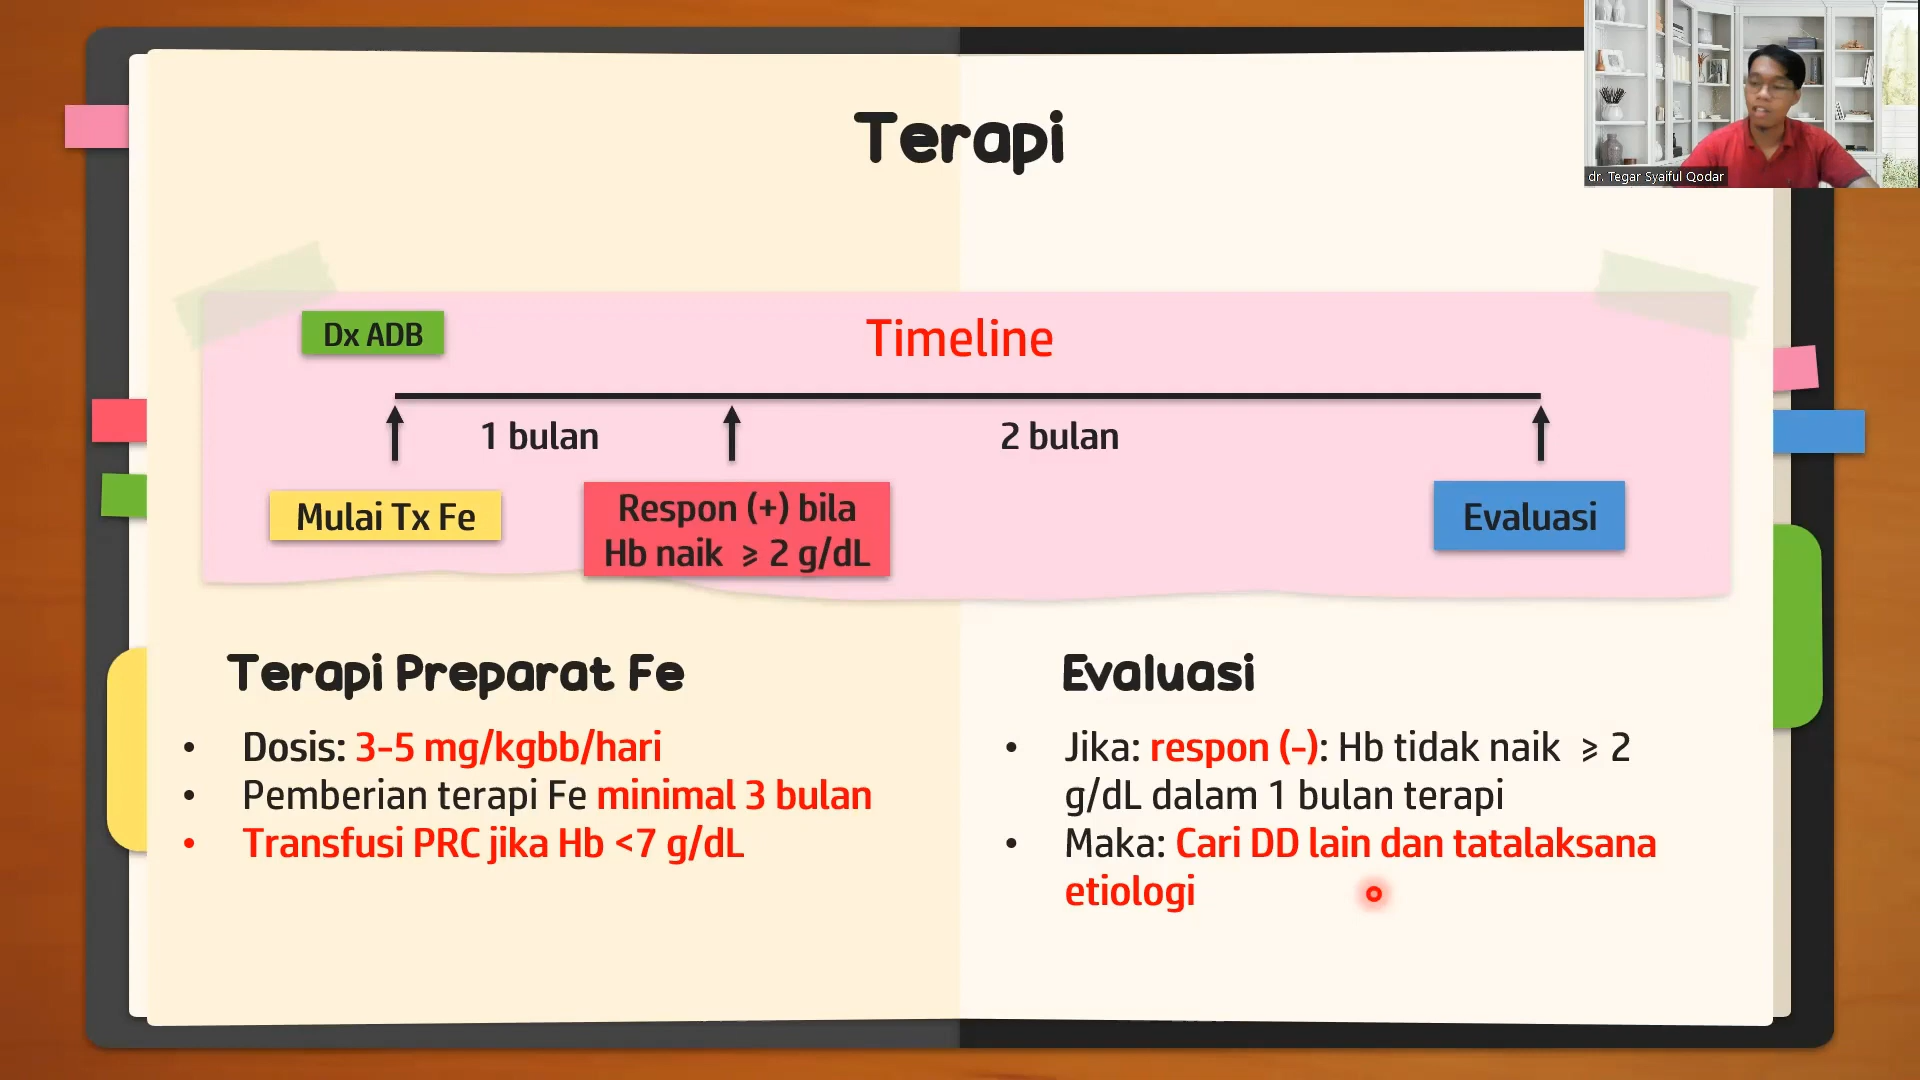 Terapi
dr. Tegar Syaiful Qodar
Dx ADB
Timeline
1 bulan
2 bulan
Mulai Tx Fe
Respon (+) bila
Hb naik ⩾ 2 g/dL
Evaluasi
Terapi Preparat Fe
• Dosis: 3-5 mg/kgbb/hari
• Pemberian terapi Fe minimal 3 bulan
• Transfusi PRC jika Hb <7 g/dL
Evaluasi
• Jika: respon (-): Hb tidak naik ⩾ 2
g/dL dalam 1 bulan terapi
• Maka: Cari DD lain dan tatalaksana
etiologi